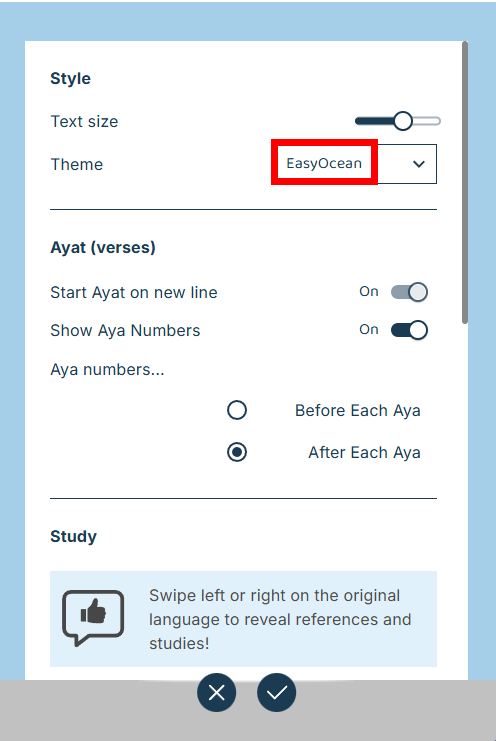 Style
Text size
Theme EasyOcean
Ayat (verses)
Start Ayat on new line On
Show Aya Numbers On
Aya numbers...
Before Each Aya
After Each Aya
Study
Swipe left or right on the original
language to reveal references and
studies!